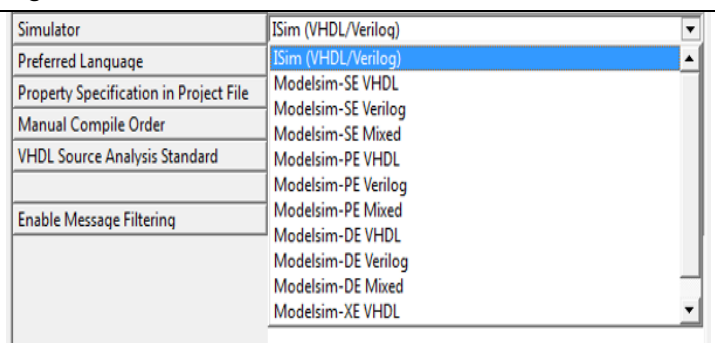 Simulator ISim (VHDL/Verilog)
Preferred Language ISim (VHDL/Verilog)
Property Specification in Project File Modelsim-SE VHDL
Modelsim-SE Verilog
Manual Compile Order Modelsim-SE Mixed
VHDL Source Analysis Standard Modelsim-PE VHDL
Modelsim-PE Verilog
Enable Message Filtering Modelsim-PE Mixed
Modelsim-DE VHDL
Modelsim-DE Verilog
Modelsim-DE Mixed
Modelsim-XE VHDL